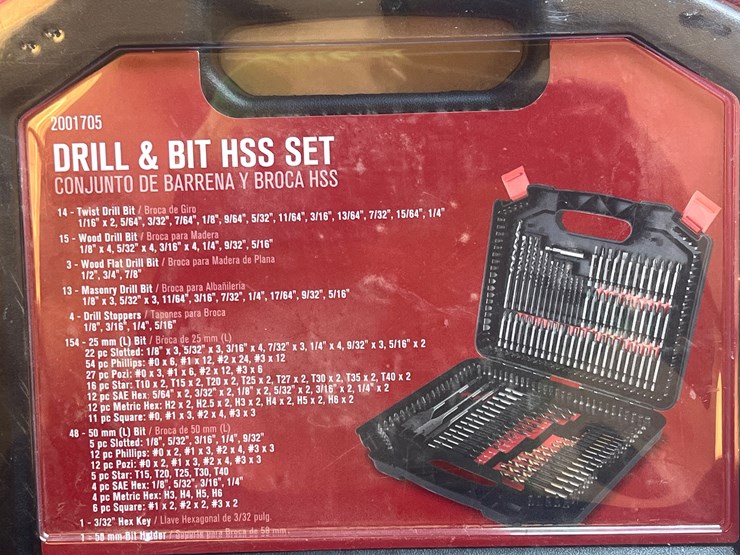 2001705
DRILL & BIT HSS SET
CONJUNTO DE BARRENA Y BROCA HSS
14 - Twist Drill Bit / Broca de Giro
1/16" x 2, 5/64", 3/32", 7/64", 1/8", 9/64", 5/32", 11/64", 3/16", 13/64", 7/32", 15/64", 1/4"
15 - Wood Drill Bit / Broca para Madera
1/8" x 4, 5/32" x 4, 3/16" x 4, 1/4", 9/32", 5/16"
3 - Wood Flat Drill Bit / Broca para Madera de Plana
1/2", 3/4", 7/8"
13 - Masonry Drill Bit / Broca para Albañilería
1/8" x 3, 5/32" x 3, 11/64", 3/16", 7/32", 1/4", 17/64", 9/32", 5/16"
4 - Drill Stoppers / Tapones para Broca
1/8", 3/16", 1/4", 5/16"
154 - 25 mm (L) Bit / Broca de 25 mm (L)
22 pc Slotted: 1/8" x 3, 5/32" x 3, 3/16" x 4, 7/32" x 3, 1/4" x 4, 9/32" x 3, 5/16" x 2
54 pc Phillips: #0 x 6, #1 x 12, #2 x 24, #3 x 12
27 pc Pozi: #0 x 3, #1 x 6, #2 x 12, #3 x 6
16 pc Star: T10 x 2, T15 x 2, T20 x 2, T25 x 2, T27 x 2, T30 x 2, T35 x 2, T40 x 2
12 pc SAE Hex: 5/64" x 2, 3/32" x 2, 1/8" x 2, 5/32" x 2, 3/16" x 2, 1/4" x 2
12 pc Metric Hex: H2 x 2, H2.5 x 2, H3 x 2, H4 x 2, H5 x 2, H6 x 2
11 pc Square: #0 x 1, #1 x 3, #2 x 4, #3 x 3
48 - 50 mm (L) Bit / Broca de 50 mm (L)
5 pc Slotted: 1/8", 5/32", 3/16", 1/4", 9/32"
12 pc Phillips: #0 x 2, #1 x 3, #2 x 4, #3 x 3
12 pc Pozi: #0 x 2, #1 x 3, #2 x 4, #3 x 3
5 pc Star: T15, T20, T25, T30, T40
4 pc SAE Hex: 1/8", 5/32", 3/16", 1/4"
4 pc Metric Hex: H3, H4, H5, H6
6 pc Square: #1 x 2, #2 x 2, #3 x 2
1 - 3/32" Hex Key / Llave Hexagonal de 3/32 pulg.
1 - 58 mm Bit Holder / Soporte para Broca de 58 mm